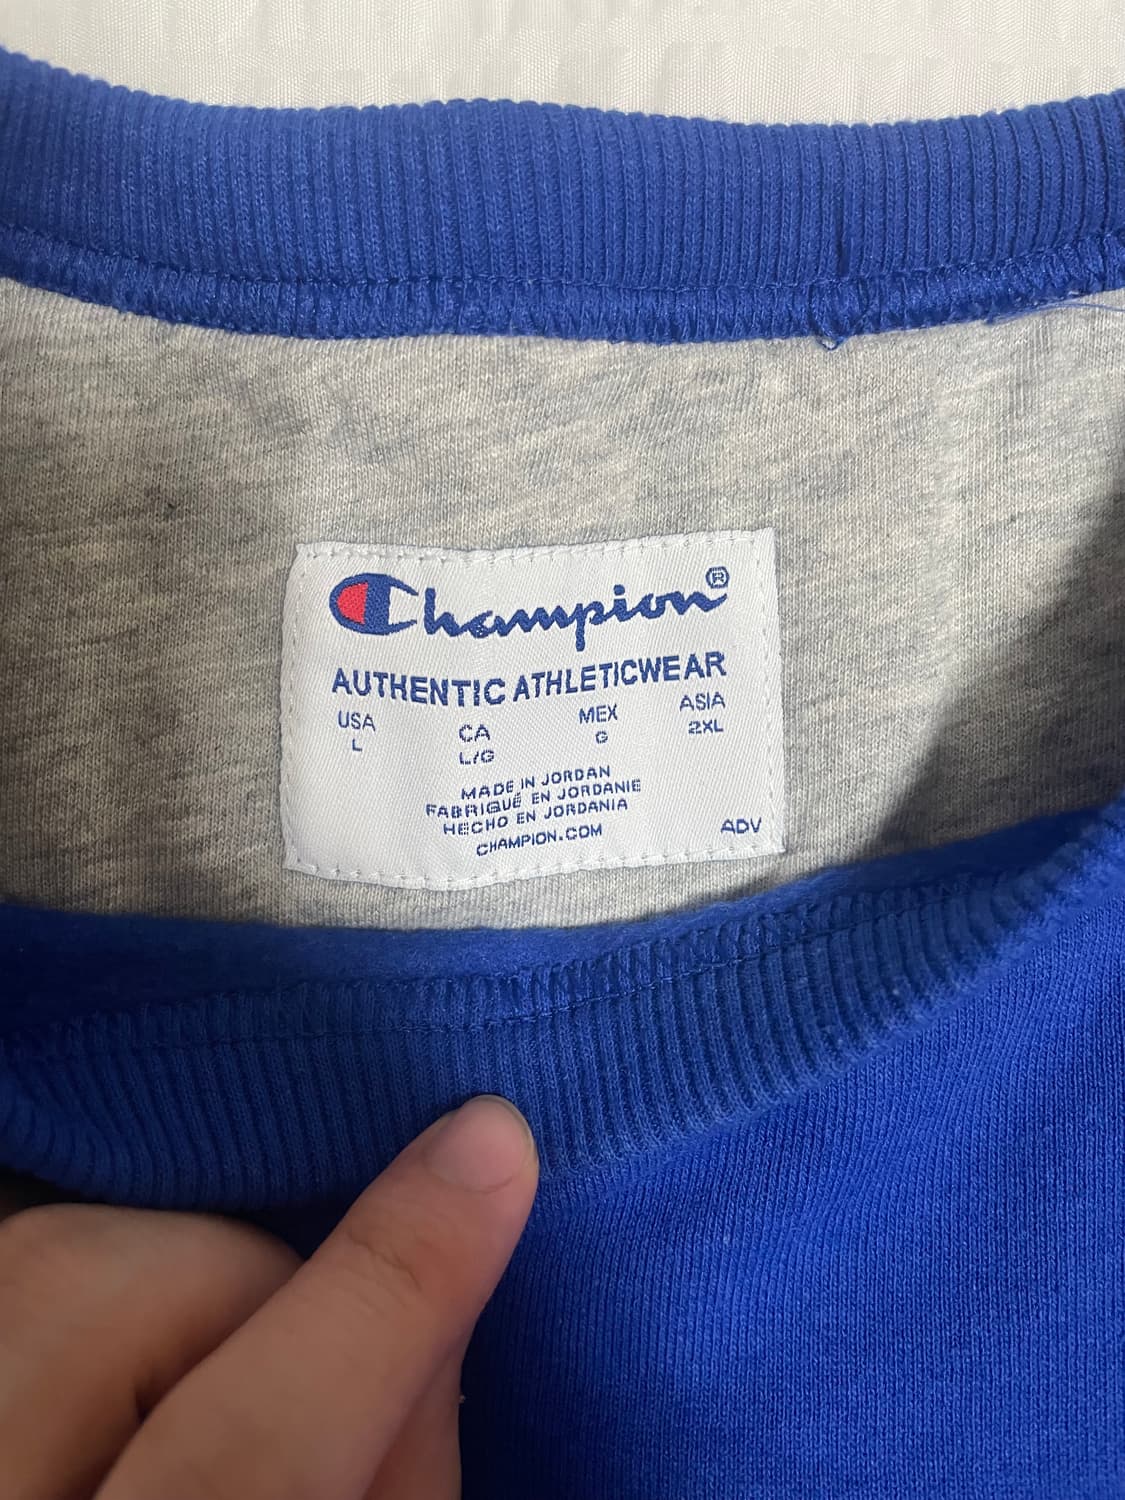 Champion®
AUTHENTIC ATHLETICWEAR
USA CA MEX ASIA
L L/G G 2XL
MADE IN JORDAN
FABRIQUÉ EN JORDANIE
HECHO EN JORDANIA
CHAMPION.COM
ADV